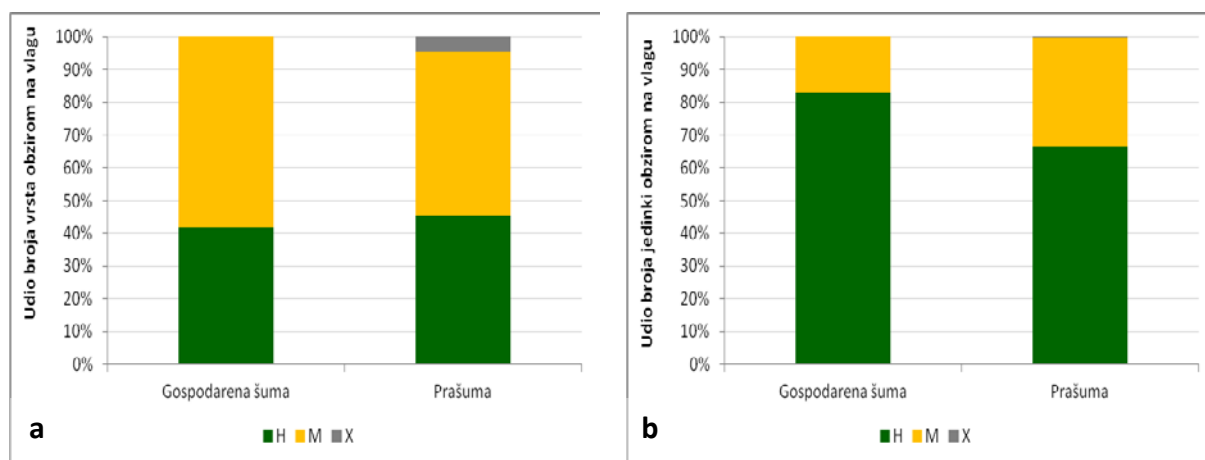 Udio broja vrsta obzirom na vlagu
100%
90%
80%
70%
60%
50%
40%
30%
20%
10%
0%
Gospodarena šuma
Prašuma
H M X
a
Udio broja jedinki obzirom na vlagu
100%
90%
80%
70%
60%
50%
40%
30%
20%
10%
0%
Gospodarena šuma
Prašuma
H M X
b